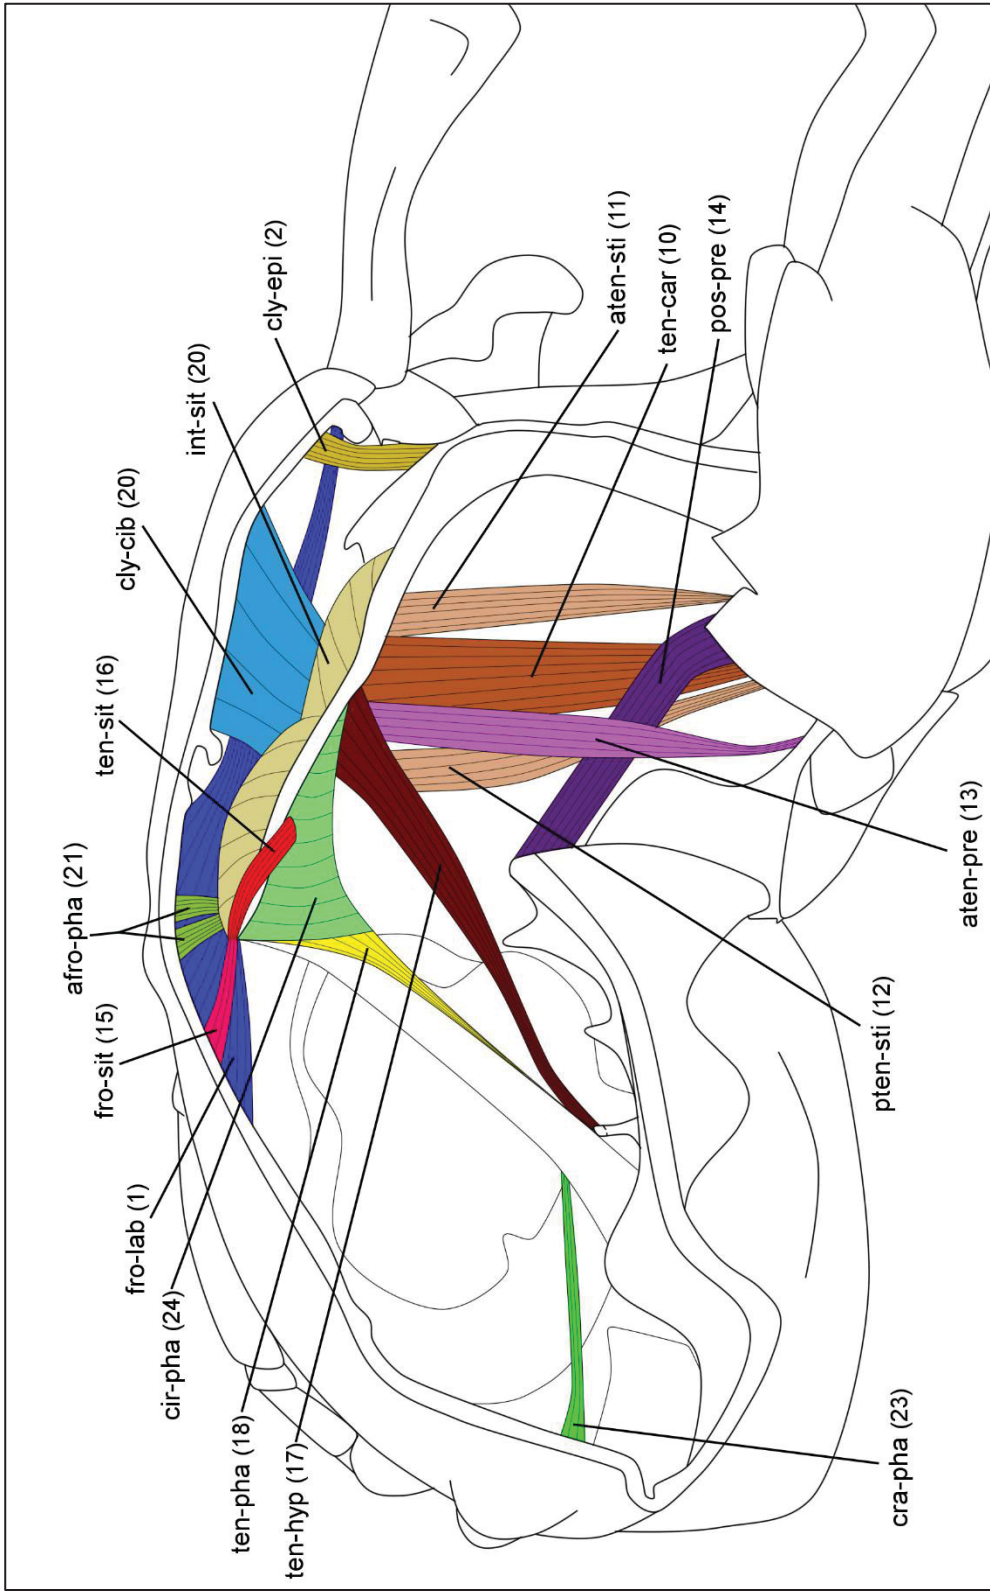 afro-pha (21)
fro-sit (15)
ten-sit (16)
cly-cib (20)
fro-lab (1)
cir-pha (24)
int-sit (20)
ten-pha (18)
cly-epi (2)
ten-hyp (17)
aten-sti (11)
ten-car (10)
pos-pre (14)
cra-pha (23)
pten-sti (12)
aten-pre (13)